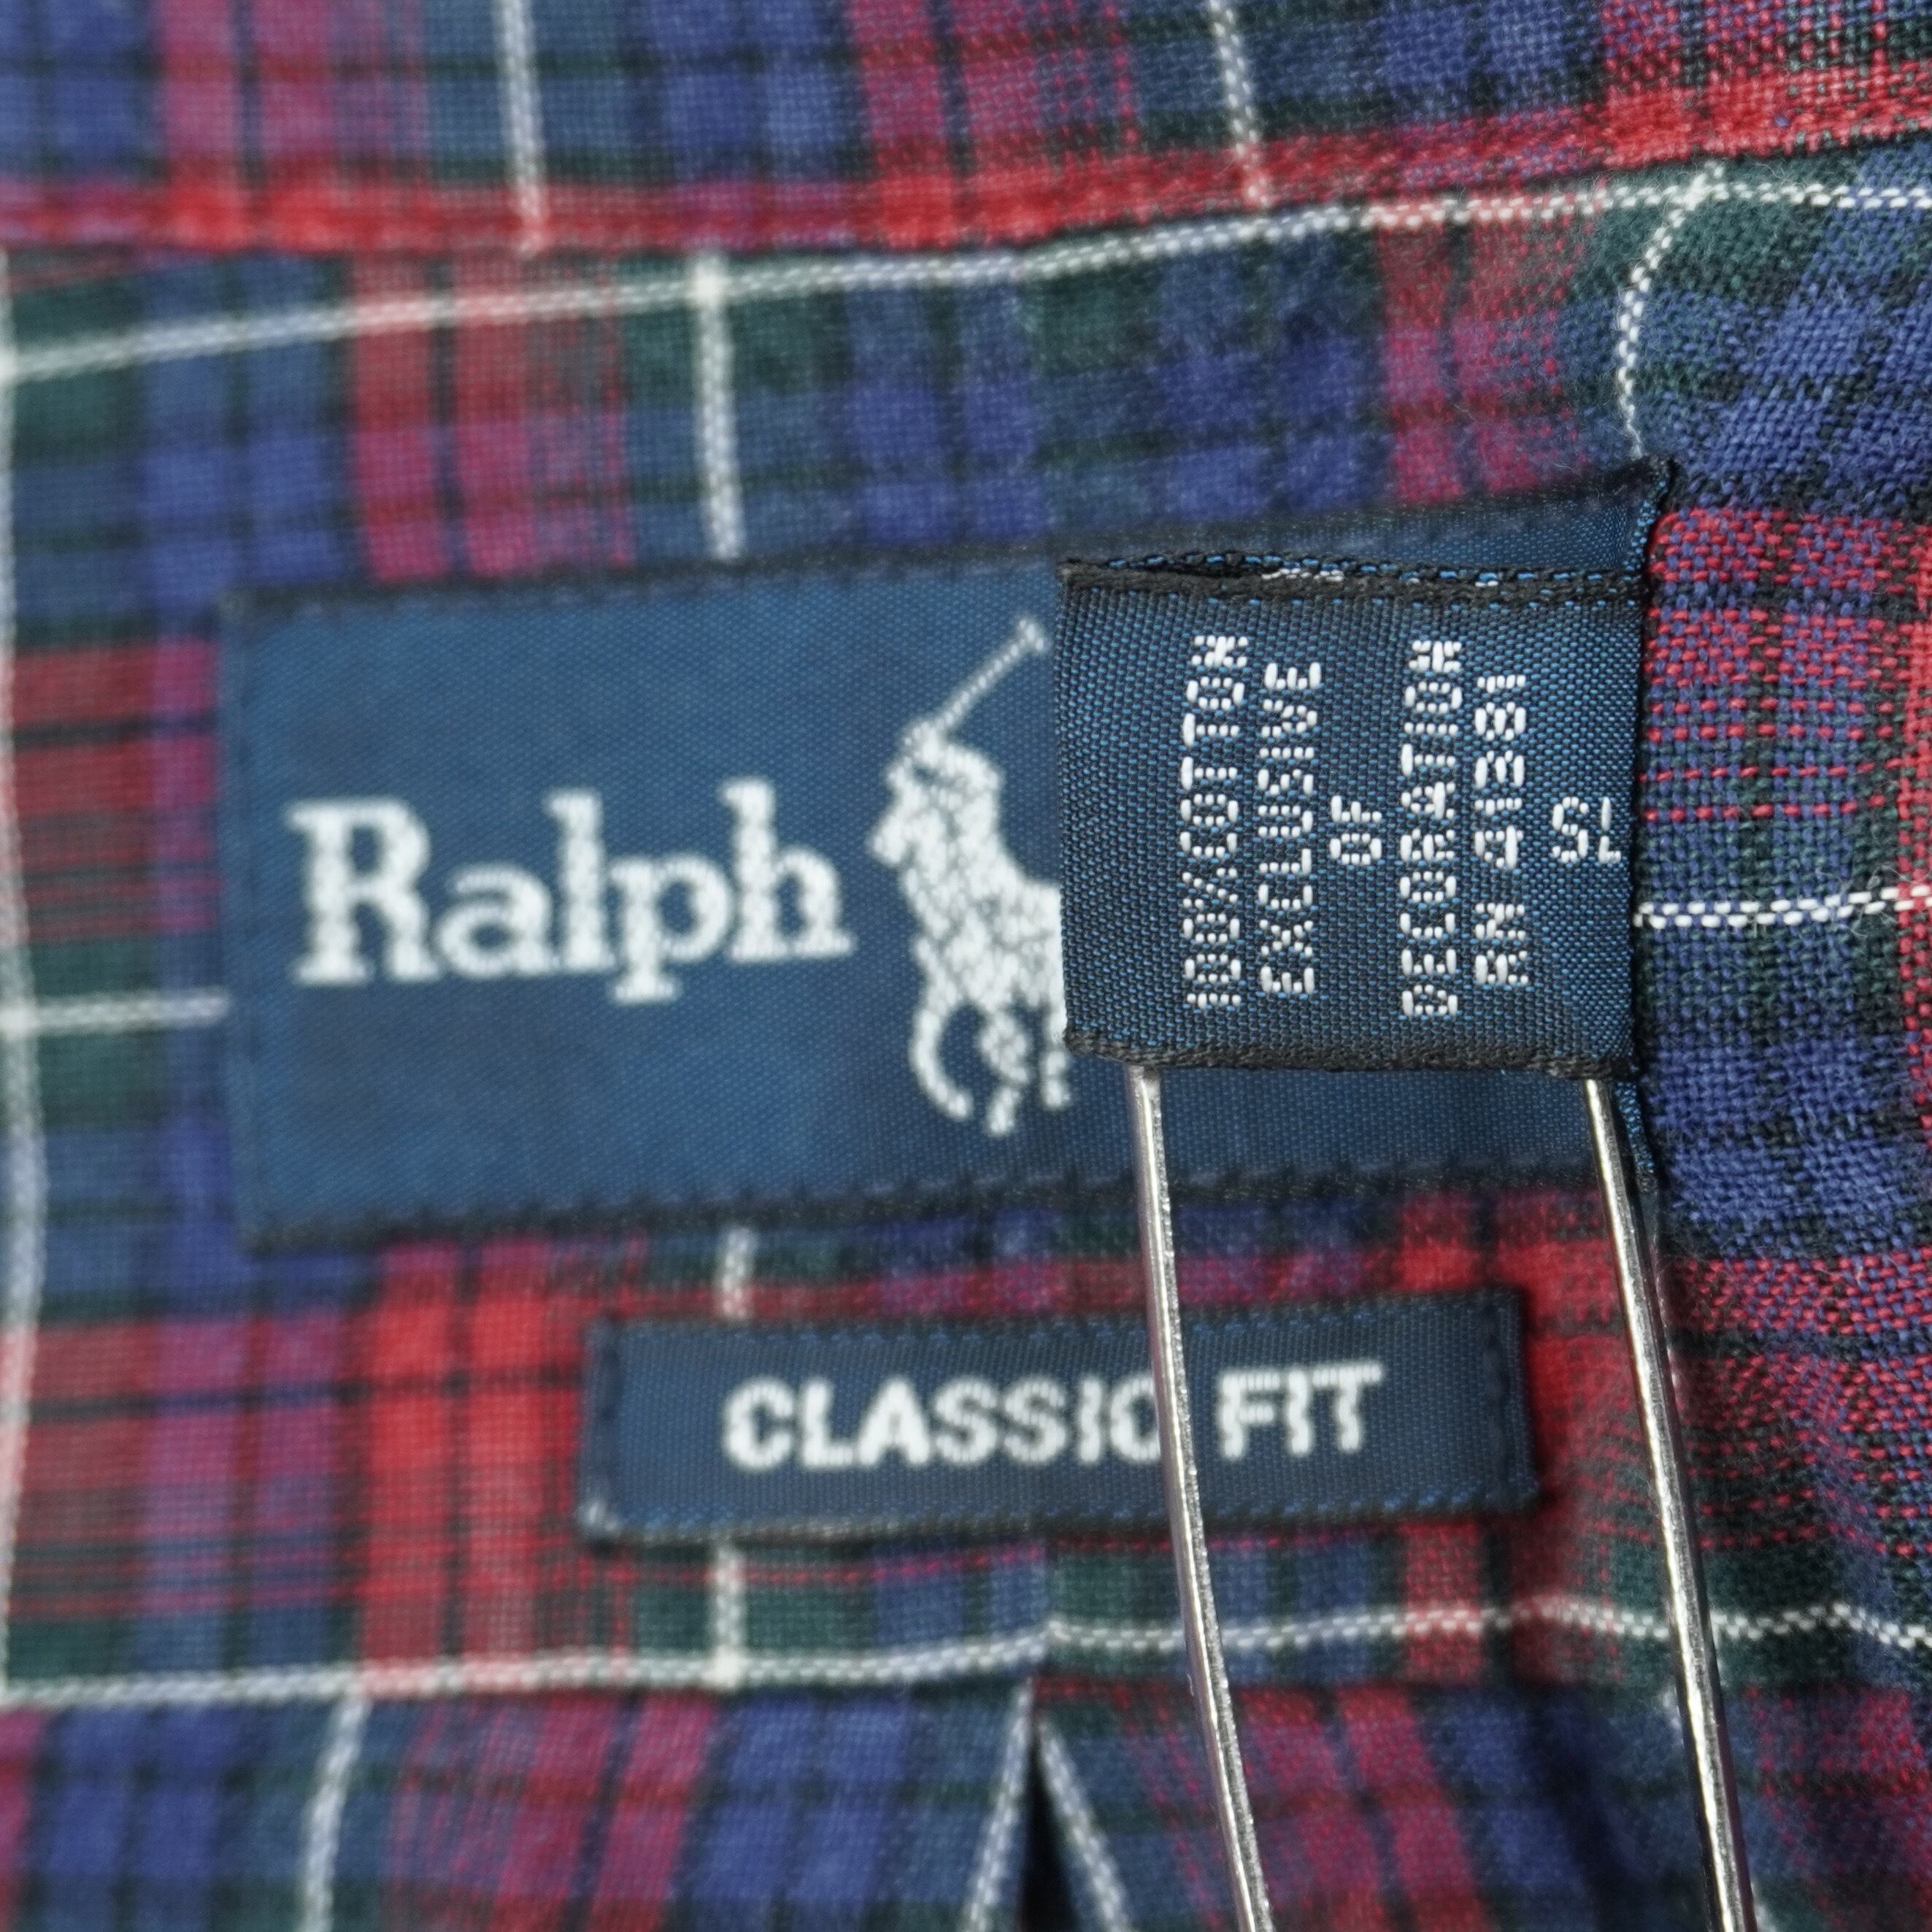 Ralph
100% COTTON
EXCLUSIVE
OF
DECORATION
RN 41381
SL
CLASSIC FIT